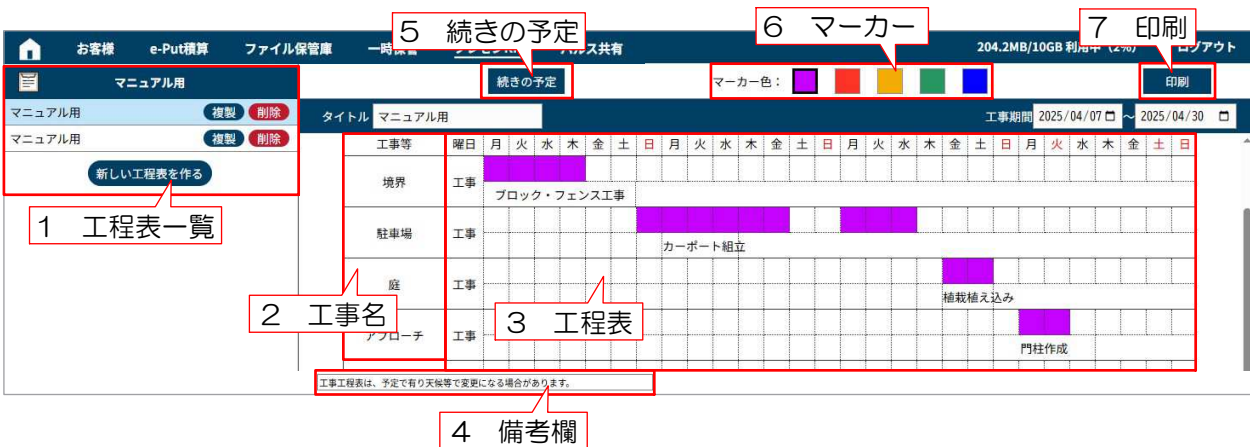 5 続きの予定
6 マーカー
7 印刷
お客様 e-Put積算 ファイル保管庫 パルス共有 204.2MB/10GB 利用中 (2%) ログアウト
マニュアル用
続きの予定
マーカー色：
印刷
マニュアル用 複製 削除
マニュアル用 複製 削除
新しい工程表を作る
1 工程表一覧
タイトル マニュアル用 工事期間 2025/04/07 ～ 2025/04/30
工事等 曜日 月 火 水 木 金 土 日 月 火 水 木 金 土 日 月 火 水 木 金 土 日 月 火 水 木 金 土 日
境界 工事
ブロック・フェンス工事
駐車場 工事
カーポート組立
庭 工事
植栽植え込み
2 工事名
3 工程表
アプローチ 工事
門柱作成
工事工程表は、予定で有り天候等で変更になる場合があります。
4 備考欄